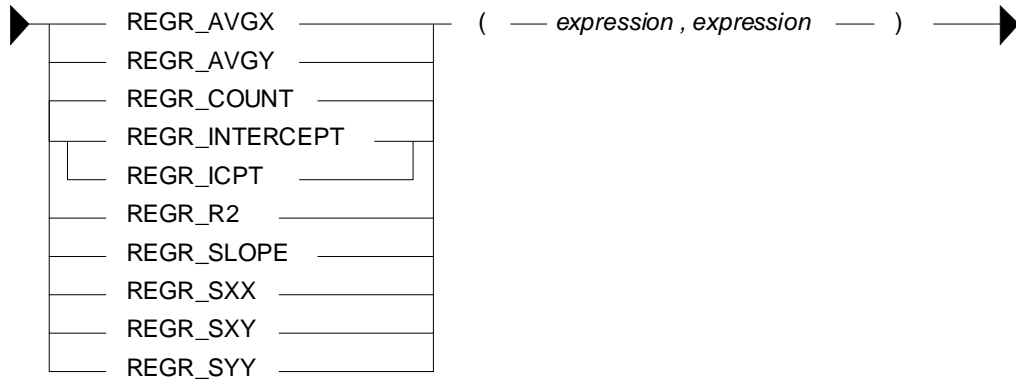 REGR_AVGX ( expression , expression )
REGR_AVGY
REGR_COUNT
REGR_INTERCEPT
REGR_ICPT
REGR_R2
REGR_SLOPE
REGR_SXX
REGR_SXY
REGR_SYY